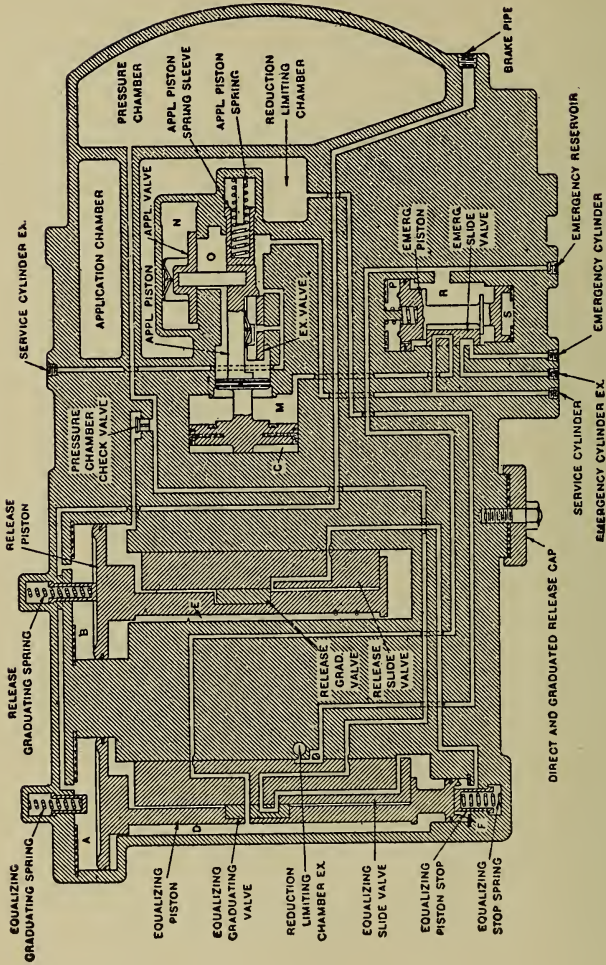 EQUALIZING
GRADUATING SPRING
RELEASE
GRADUATING SPRING
RELEASE
PISTON
SERVICE CYLINDER EX.
PRESSURE
CHAMBER
CHECK VALVE
APPLICATION CHAMBER
PRESSURE
CHAMBER
APPL PISTON
SPRING SLEEVE
APPL PISTON
SPRING
REDUCTION
LIMITING
CHAMBER
APPL VALVE
APPL PISTON
EX. VALVE
EMERG.
PISTON
EMERG.
SLIDE
VALVE
A
B
C
D
E
F
M
N
O
P
R
S
EQUALIZING
PISTON
EQUALIZING
GRADUATING
VALVE
REDUCTION
LIMITING
CHAMBER EX.
EQUALIZING
SLIDE VALVE
EQUALIZING
PISTON STOP
EQUALIZING
STOP SPRING
RELEASE
GRAD.
VALVE
RELEASE
SLIDE
VALVE
DIRECT AND GRADUATED RELEASE CAP
SERVICE CYLINDER
EMERGENCY CYLINDER EX.
EMERGENCY CYLINDER
EMERGENCY RESERVOIR
BRAKE PIPE